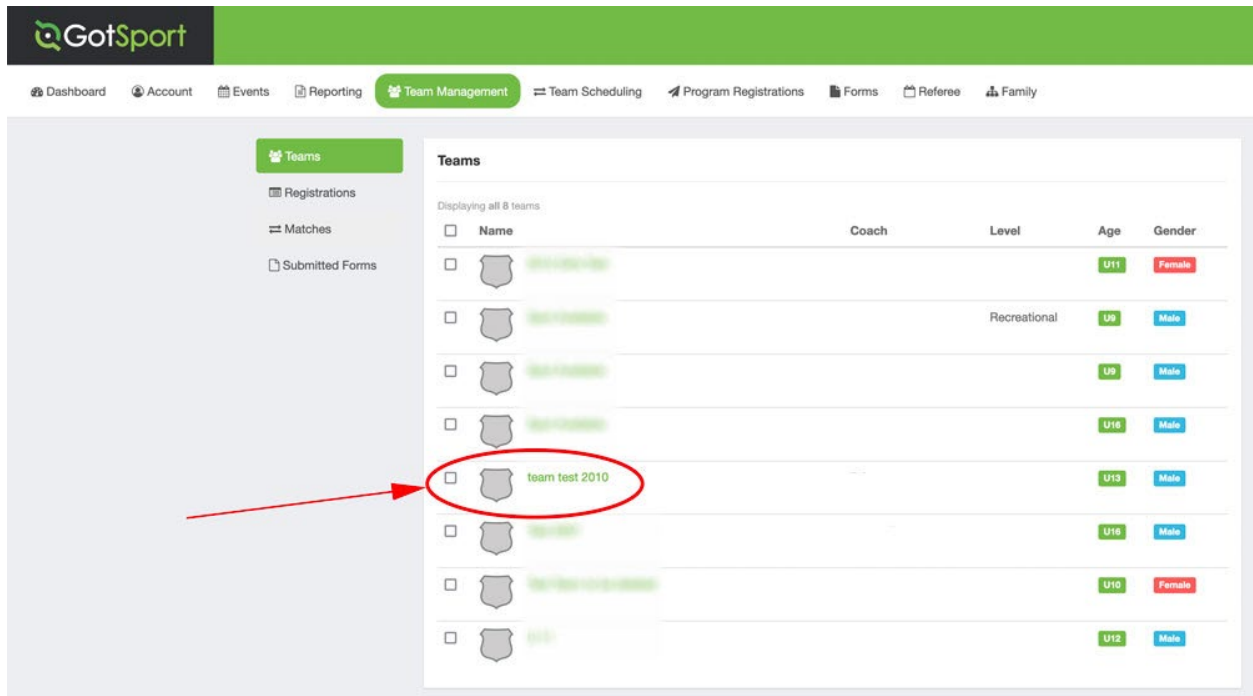 GotSport
Dashboard Account Events Reporting Team Management Team Scheduling Program Registrations Forms Referee Family
Teams
Registrations
Matches
Submitted Forms
Teams
Displaying all 8 teams
Name Coach Level Age Gender
U11 Female
Recreational U9 Male
U9 Male
U16 Male
team test 2010 U13 Male
U16 Male
U10 Female
U12 Male